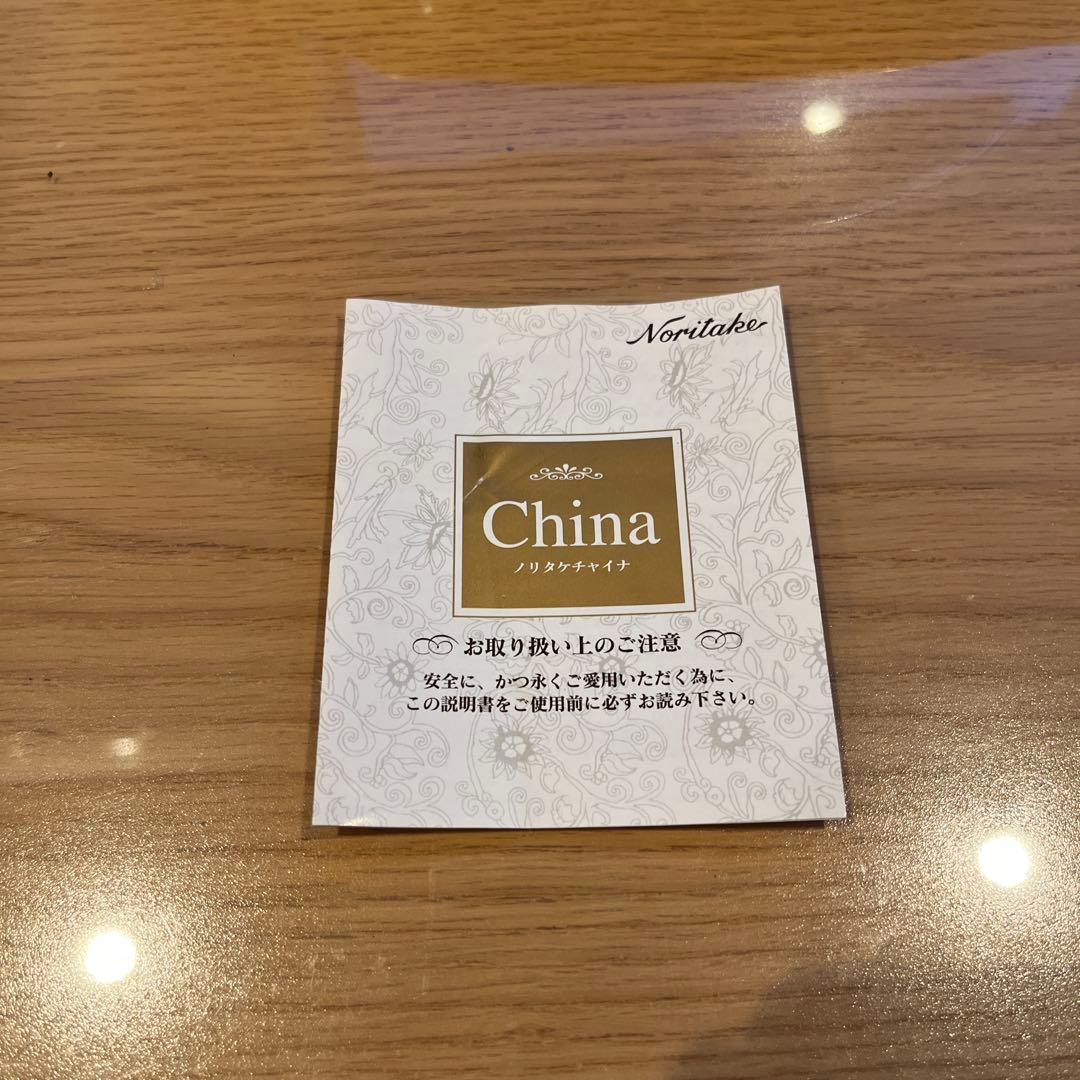 Noritake
China
ノリタケチャイナ
お取り扱い上のご注意
安全に、かつ永くご愛用いただく為に、
この説明書をご使用前に必ずお読み下さい。